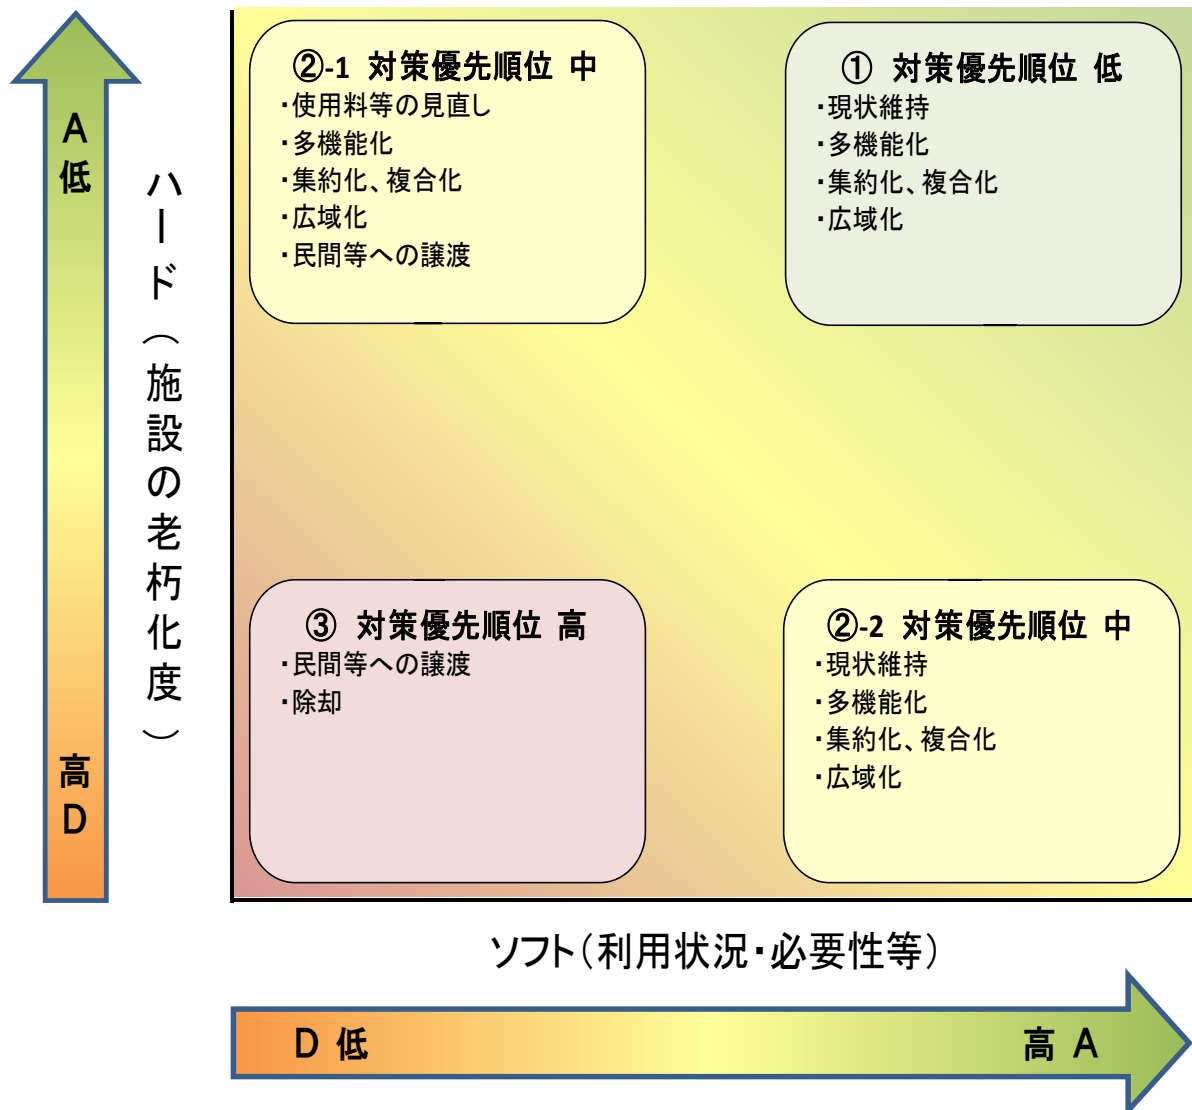 ②-1 対策優先順位 中
・使用料等の見直し
・多機能化
・集約化、複合化
・広域化
・民間等への譲渡
① 対策優先順位 低
・現状維持
・多機能化
・集約化、複合化
・広域化
A
低
高
D
ハード（施設の老朽化度）
③ 対策優先順位 高
・民間等への譲渡
・除却
②-2 対策優先順位 中
・現状維持
・多機能化
・集約化、複合化
・広域化
ソフト（利用状況・必要性等）
D 低
高 A